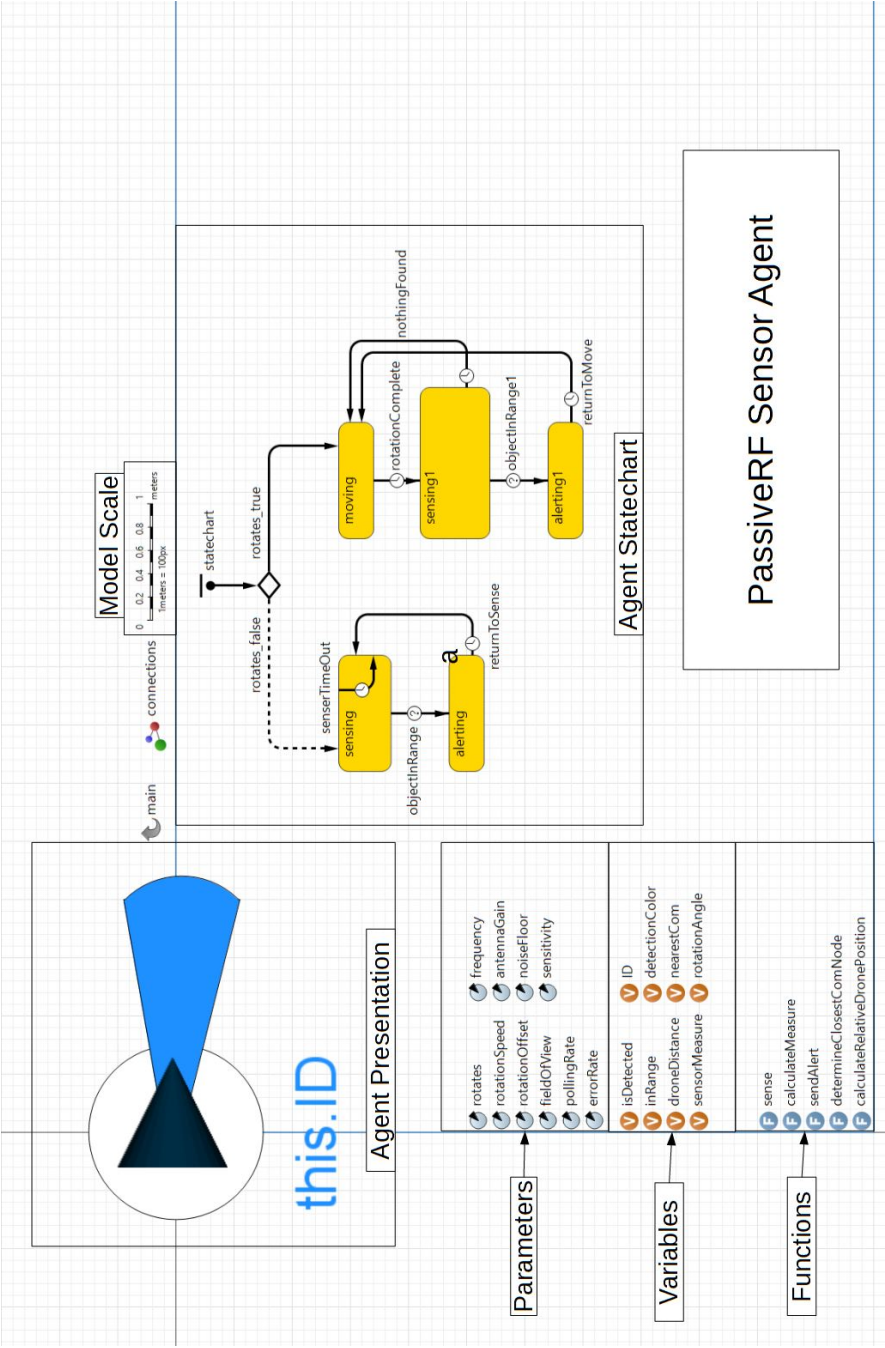 this.ID
Agent Presentation
main
connections
Model Scale
0 0.2 0.4 0.6 0.8 1
meters
1meters = 100px
statechart
rotates_false
rotates_true
senserTimeOut
sensing
objectInRange
a
alerting
returnToSense
moving
nothingFound
rotationComplete
sensing1
objectInRange1
alerting1
returnToMove
Agent Statechart
Parameters
rotates
rotationSpeed
rotationOffset
fieldOfView
pollingRate
errorRate
frequency
antennaGain
noiseFloor
sensitivity
Variables
V isDetected
V inRange
V droneDistance
V sensorMeasure
V ID
V detectionColor
V nearestCom
V rotationAngle
Functions
F sense
F calculateMeasure
F sendAlert
F determineClosestComNode
F calculateRelativeDronePosition
PassiveRF Sensor Agent